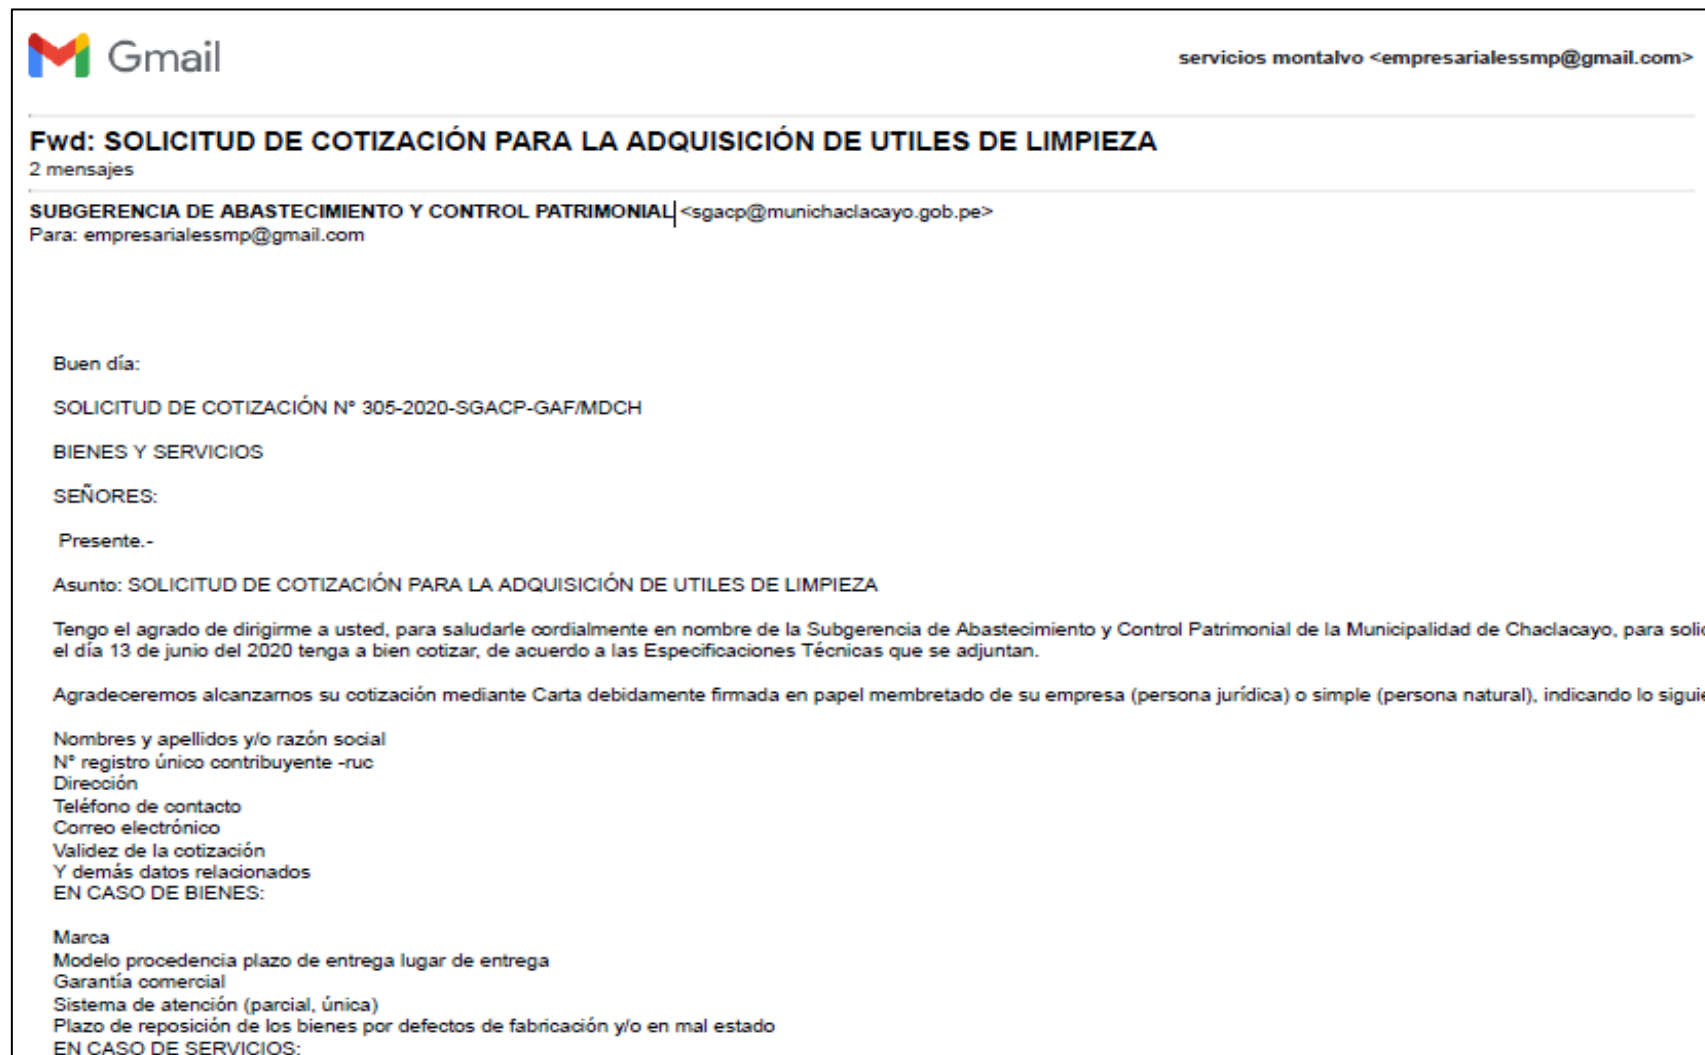 Gmail
servicios montalvo <empresarialessmp@gmail.com>
Fwd: SOLICITUD DE COTIZACIÓN PARA LA ADQUISICIÓN DE UTILES DE LIMPIEZA
2 mensajes
SUBGERENCIA DE ABASTECIMIENTO Y CONTROL PATRIMONIAL <sgacp@munichaclacayo.gob.pe>
Para: empresarialessmp@gmail.com
Buen día:
SOLICITUD DE COTIZACIÓN N° 305-2020-SGACP-GAF/MDCH
BIENES Y SERVICIOS
SEÑORES:
Presente.-
Asunto: SOLICITUD DE COTIZACIÓN PARA LA ADQUISICIÓN DE UTILES DE LIMPIEZA
Tengo el agrado de dirigirme a usted, para saludarle cordialmente en nombre de la Subgerencia de Abastecimiento y Control Patrimonial de la Municipalidad de Chaclacayo, para solic
el día 13 de junio del 2020 tenga a bien cotizar, de acuerdo a las Especificaciones Técnicas que se adjuntan.
Agradeceremos alcanzarnos su cotización mediante Carta debidamente firmada en papel membretado de su empresa (persona jurídica) o simple (persona natural), indicando lo siguie
Nombres y apellidos y/o razón social
N° registro único contribuyente -ruc
Dirección
Teléfono de contacto
Correo electrónico
Validez de la cotización
Y demás datos relacionados
EN CASO DE BIENES:
Marca
Modelo procedencia plazo de entrega lugar de entrega
Garantía comercial
Sistema de atención (parcial, única)
Plazo de reposición de los bienes por defectos de fabricación y/o en mal estado
EN CASO DE SERVICIOS: